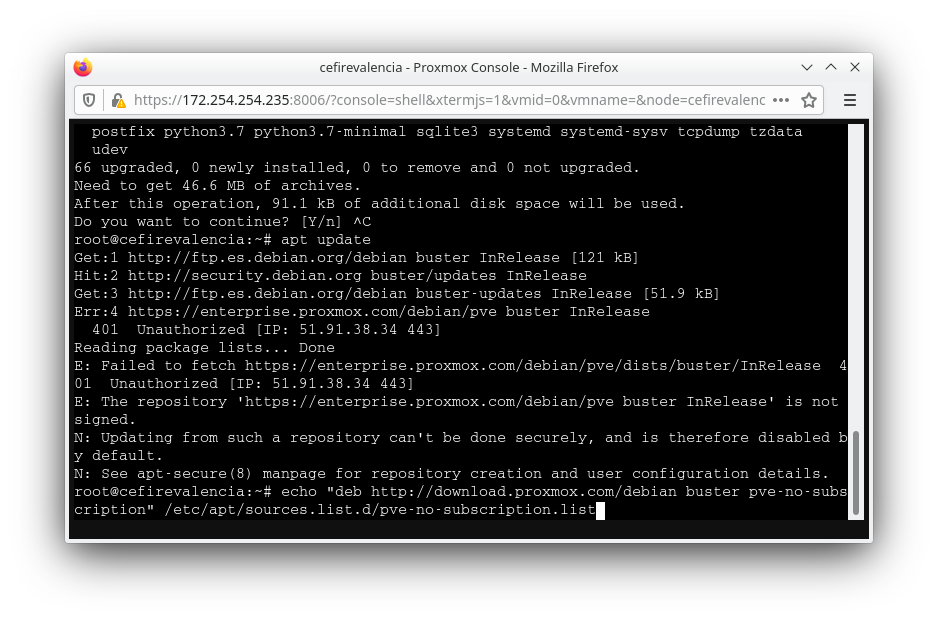 cefirevalencia - Proxmox Console - Mozilla Firefox
https://172.254.254.235:8006/?console=shell&xtermjs=1&vmid=0&vmname=&node=cefirevalenc
postfix python3.7 python3.7-minimal sqlite3 systemd systemd-sysv tcpdump tzdata
udev
66 upgraded, 0 newly installed, 0 to remove and 0 not upgraded.
Need to get 46.6 MB of archives.
After this operation, 91.1 kB of additional disk space will be used.
Do you want to continue? [Y/n] ^C
root@cefirevalencia:~# apt update
Get:1 http://ftp.es.debian.org/debian buster InRelease [121 kB]
Hit:2 http://security.debian.org buster/updates InRelease
Get:3 http://ftp.es.debian.org/debian buster-updates InRelease [51.9 kB]
Err:4 https://enterprise.proxmox.com/debian/pve buster InRelease
401  Unauthorized [IP: 51.91.38.34 443]
Reading package lists... Done
E: Failed to fetch https://enterprise.proxmox.com/debian/pve/dists/buster/InRelease  4
01  Unauthorized [IP: 51.91.38.34 443]
E: The repository 'https://enterprise.proxmox.com/debian/pve buster InRelease' is not
signed.
N: Updating from such a repository can't be done securely, and is therefore disabled b
y default.
N: See apt-secure(8) manpage for repository creation and user configuration details.
root@cefirevalencia:~# echo "deb http://download.proxmox.com/debian buster pve-no-subs
cription" /etc/apt/sources.list.d/pve-no-subscription.list